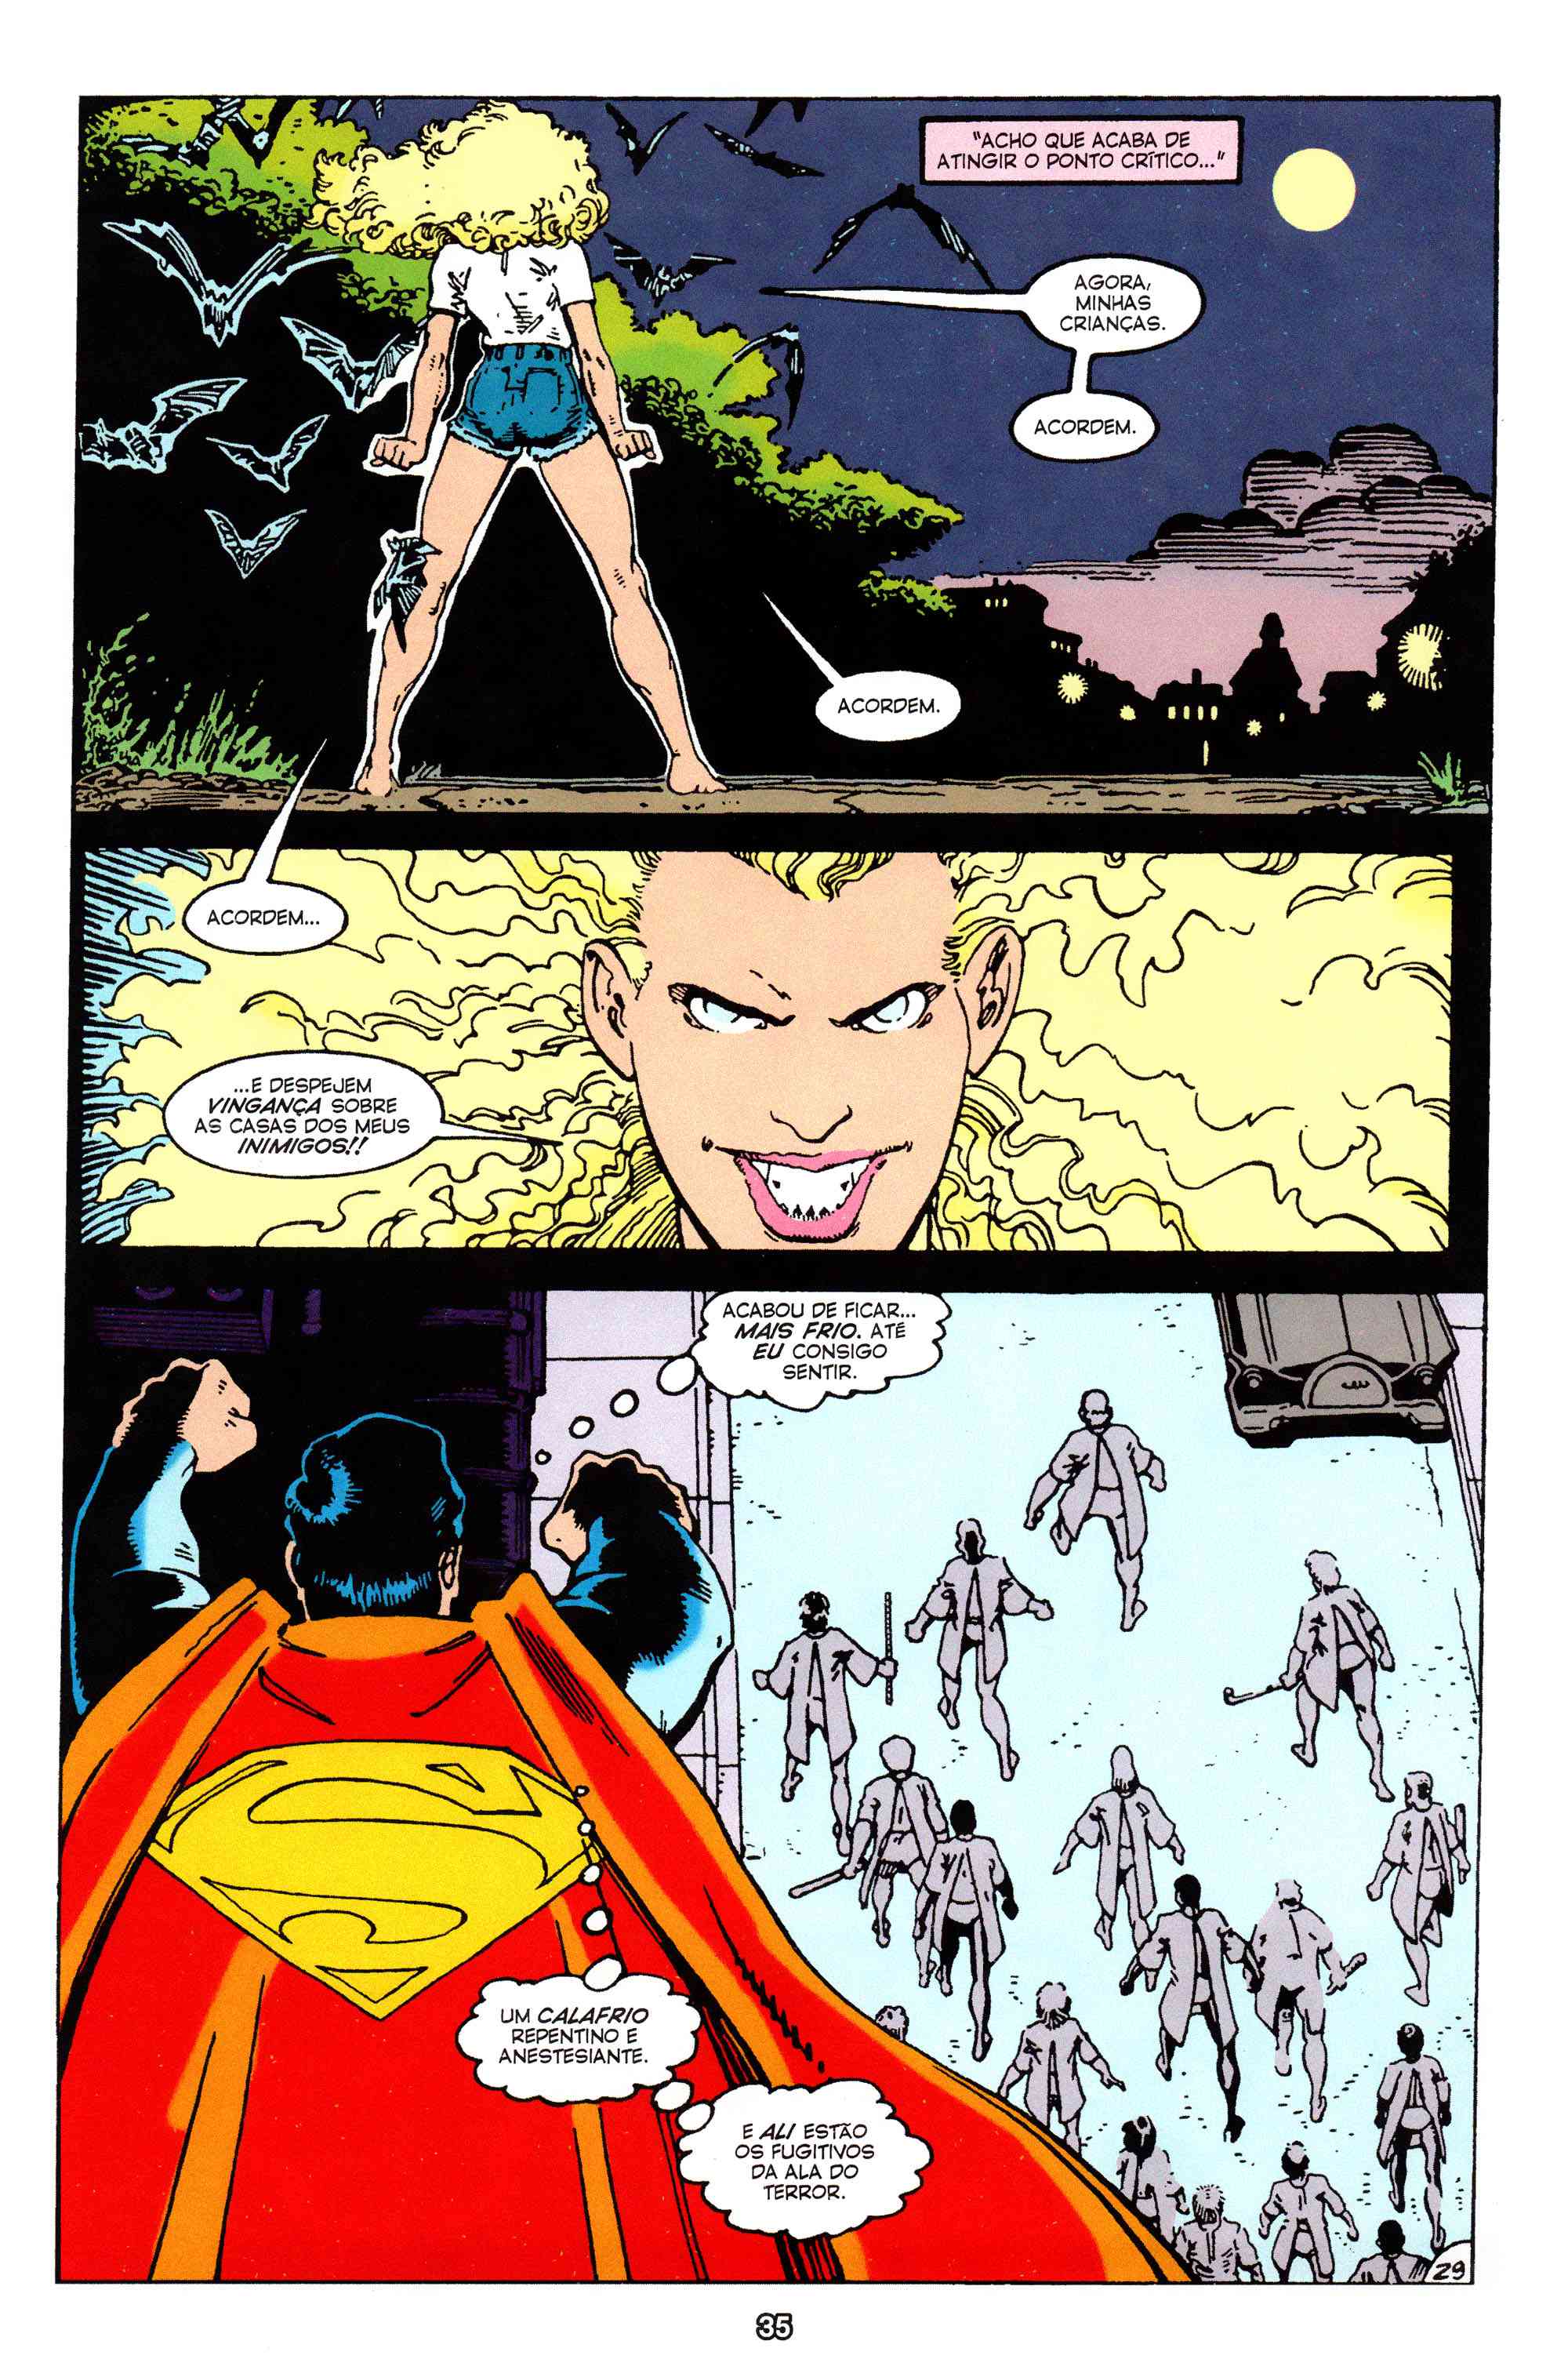 "ACHO QUE ACABA DE
ATINGIR O PONTO CRÍTICO..."
AGORA,
MINHAS
CRIANÇAS.
ACORDEM.
ACORDEM.
ACORDEM...
...E DESPEJEM
VINGANÇA SOBRE
AS CASAS DOS MEUS
INIMIGOS!!
ACABOU DE FICAR...
MAIS FRIO. ATÉ
EU CONSIGO
SENTIR.
UM CALAFRIO
REPENTINO E
ANESTESIANTE.
E ALI ESTÃO
OS FUGITIVOS
DA ALA DO
TERROR.
29
35